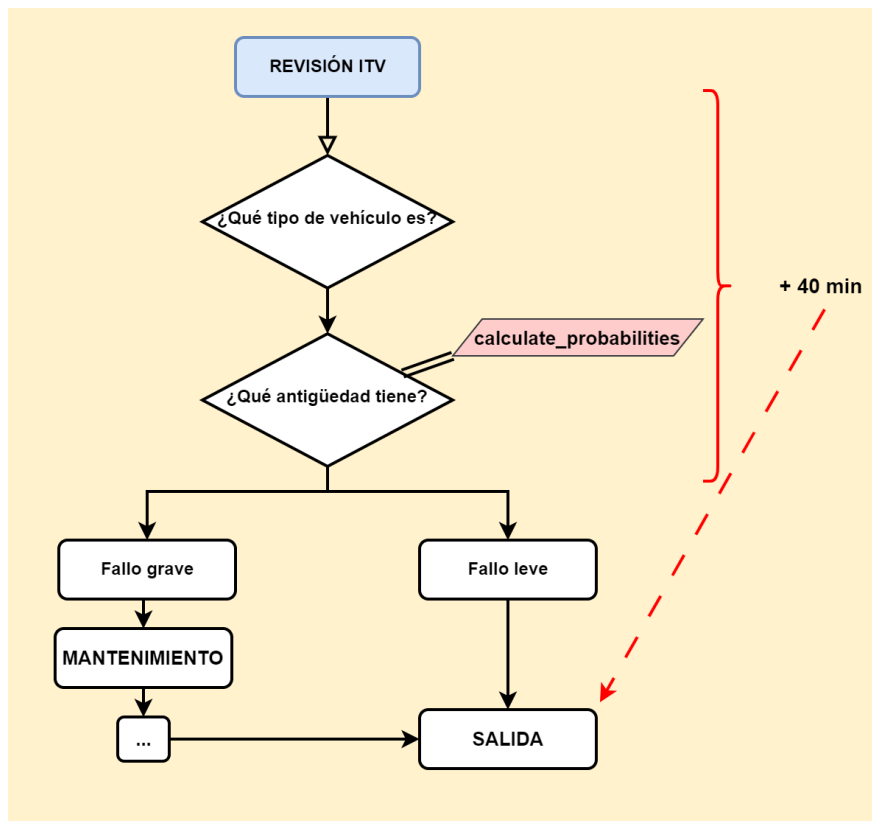 REVISIÓN ITV
¿Qué tipo de vehículo es?
+ 40 min
calculate_probabilities
¿Qué antigüedad tiene?
Fallo grave
Fallo leve
MANTENIMIENTO
...
SALIDA